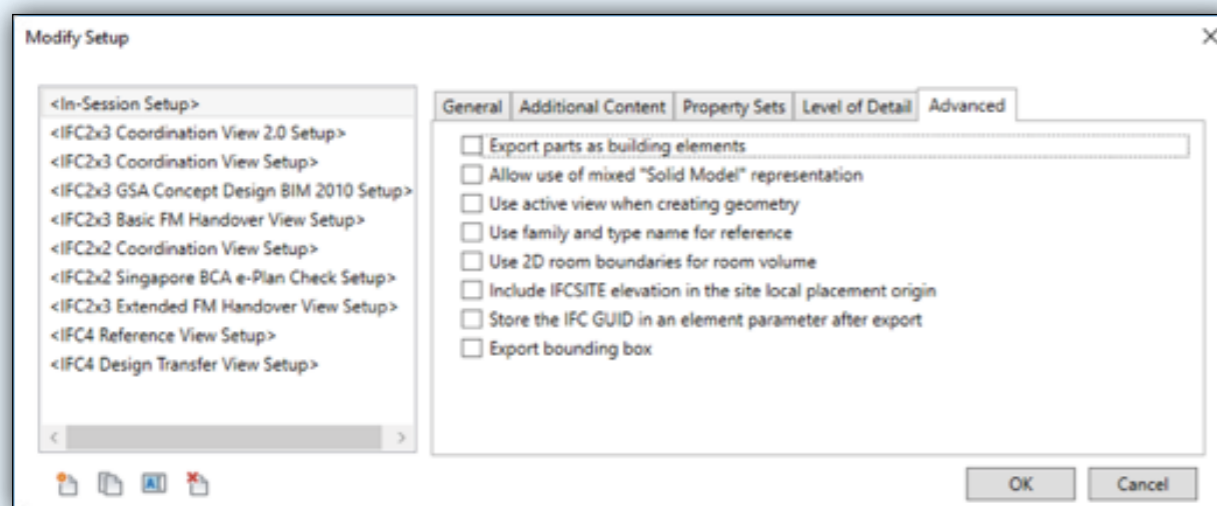 Modify Setup
<In-Session Setup>
<IFC2x3 Coordination View 2.0 Setup>
<IFC2x3 Coordination View Setup>
<IFC2x3 GSA Concept Design BIM 2010 Setup>
<IFC2x3 Basic FM Handover View Setup>
<IFC2x2 Coordination View Setup>
<IFC2x2 Singapore BCA e-Plan Check Setup>
<IFC2x3 Extended FM Handover View Setup>
<IFC4 Reference View Setup>
<IFC4 Design Transfer View Setup>
General Additional Content Property Sets Level of Detail Advanced
Export parts as building elements
Allow use of mixed "Solid Model" representation
Use active view when creating geometry
Use family and type name for reference
Use 2D room boundaries for room volume
Include IFCSITE elevation in the site local placement origin
Store the IFC GUID in an element parameter after export
Export bounding box
OK Cancel